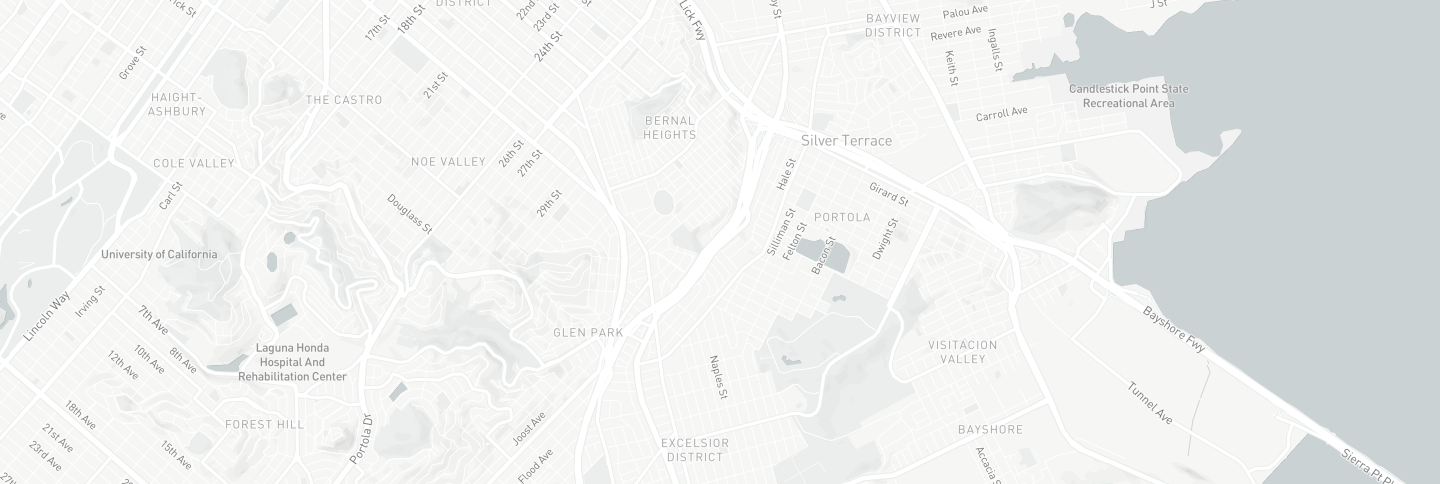 DISTRICT
22nd
23rd St
24th St
17th St
18th St
21st St
Grove St
Lick Fwy
BAYVIEW
DISTRICT
Palou Ave
Revere Ave
Keith St
Ingalls St
J St
Carroll Ave
Candlestick Point State
Recreational Area
HAIGHT-
ASHBURY
THE CASTRO
BERNAL
HEIGHTS
Silver Terrace
COLE VALLEY
NOE VALLEY
26th St
27th St
29th St
Carl St
Douglass St
Hale St
Girard St
PORTOLA
Silliman St
Felton St
Bacon St
Dwight St
University of California
Lincoln Way
Irving St
7th Ave
8th Ave
10th Ave
12th Ave
Laguna Honda
Hospital And
Rehabilitation Center
GLEN PARK
Bayshore Fwy
VISITACION
VALLEY
Naples St
Tunnel Ave
18th Ave
21st Ave
23rd Ave
15th Ave
FOREST HILL
Portola Dr
Joost Ave
Flood Ave
EXCELSIOR
DISTRICT
BAYSHORE
Acacia S
Sierra Pt P